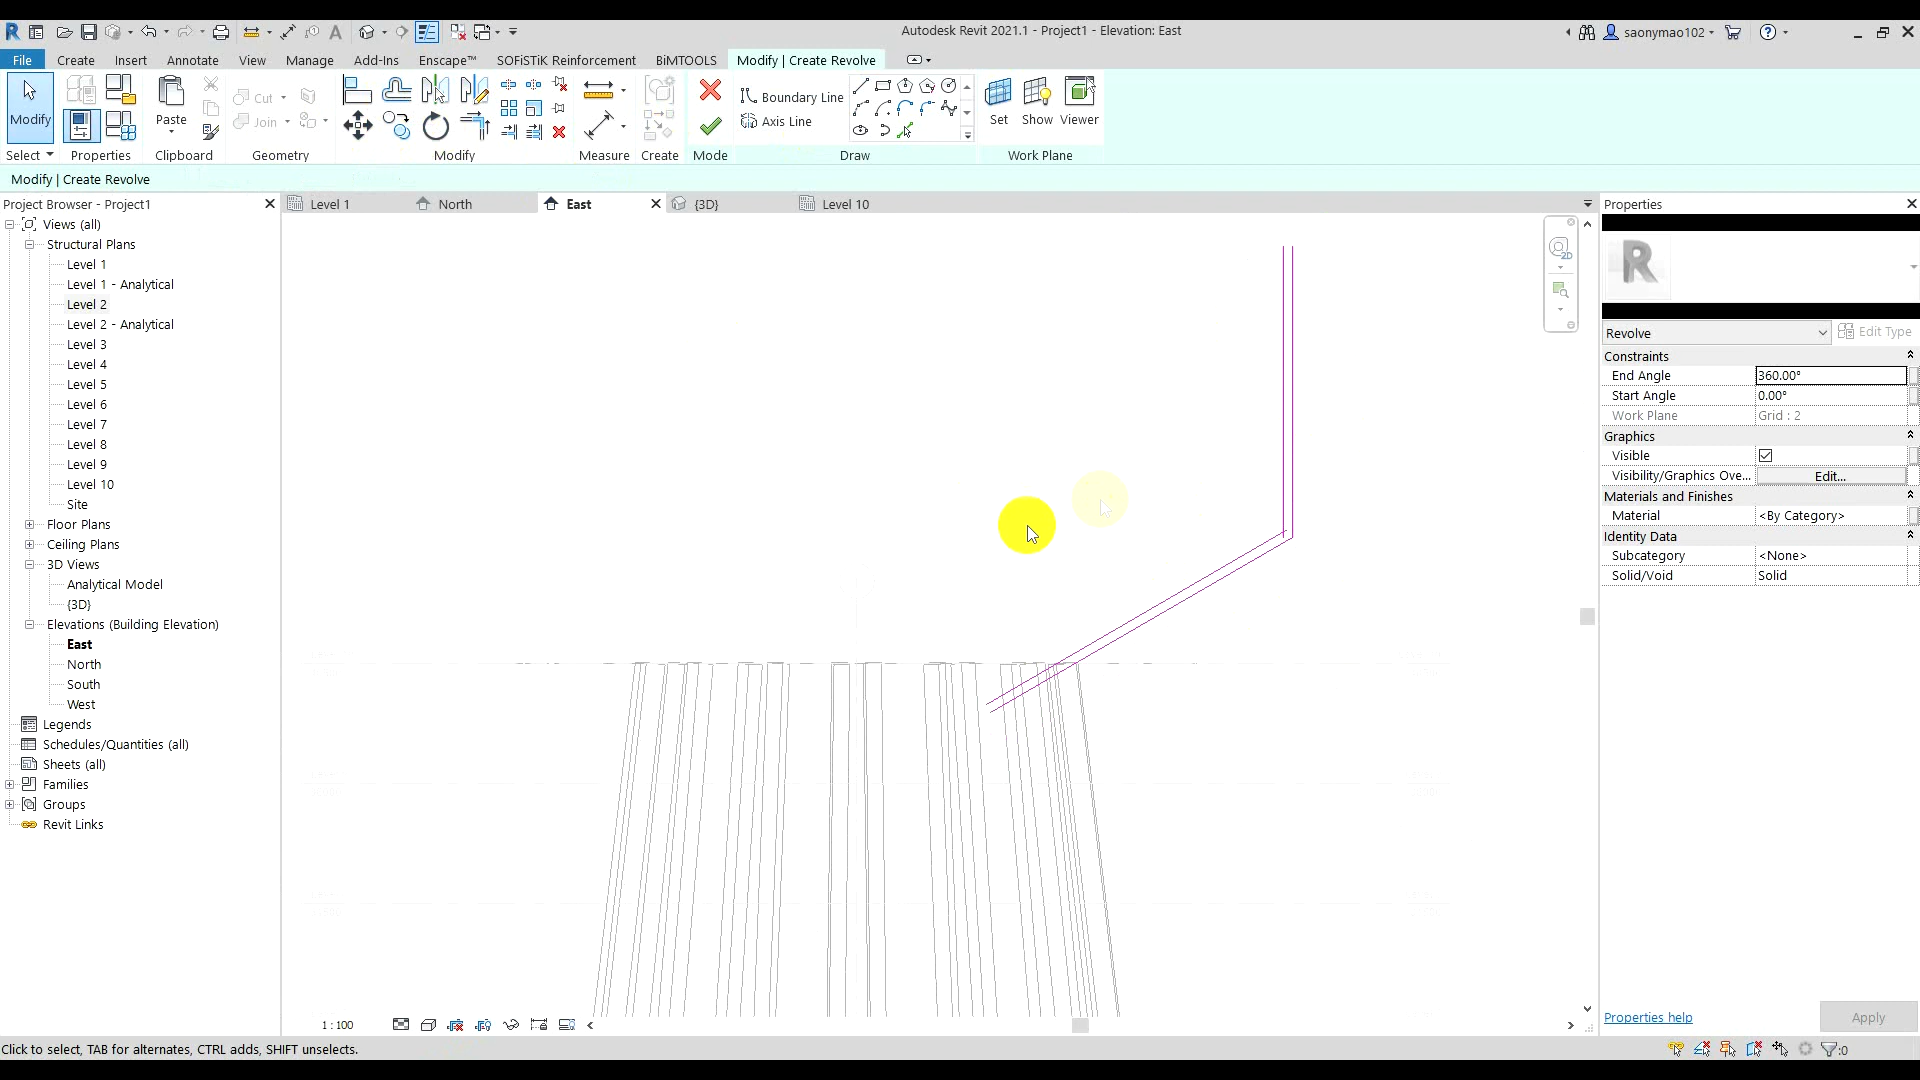 Autodesk Revit 2021.1 - Project1 - Elevation: East
saonymao102
File
Create
Insert
Annotate
View
Manage
Add-Ins
Enscape™
SOFiSTiK Reinforcement
BiMTOOLS
Modify | Create Revolve
Modify
Paste
Cut
Join
Boundary Line
Axis Line
Set
Show
Viewer
Select
Properties
Clipboard
Geometry
Modify
Measure
Create
Mode
Draw
Work Plane
Modify | Create Revolve
Project Browser - Project1
Views (all)
Structural Plans
Level 1
Level 1 - Analytical
Level 2
Level 2 - Analytical
Level 3
Level 4
Level 5
Level 6
Level 7
Level 8
Level 9
Level 10
Site
Floor Plans
Ceiling Plans
3D Views
Analytical Model
{3D}
Elevations (Building Elevation)
East
North
South
West
Legends
Schedules/Quantities (all)
Sheets (all)
Families
Groups
Revit Links
Level 1
North
East
{3D}
Level 10
2D
1 : 100
Properties
Revolve
Edit Type
Constraints
End Angle
360.00°
Start Angle
0.00°
Work Plane
Grid : 2
Graphics
Visible
Visibility/Graphics Ove...
Edit...
Materials and Finishes
Material
<By Category>
Identity Data
Subcategory
<None>
Solid/Void
Solid
Properties help
Apply
Click to select, TAB for alternates, CTRL adds, SHIFT unselects.
:0